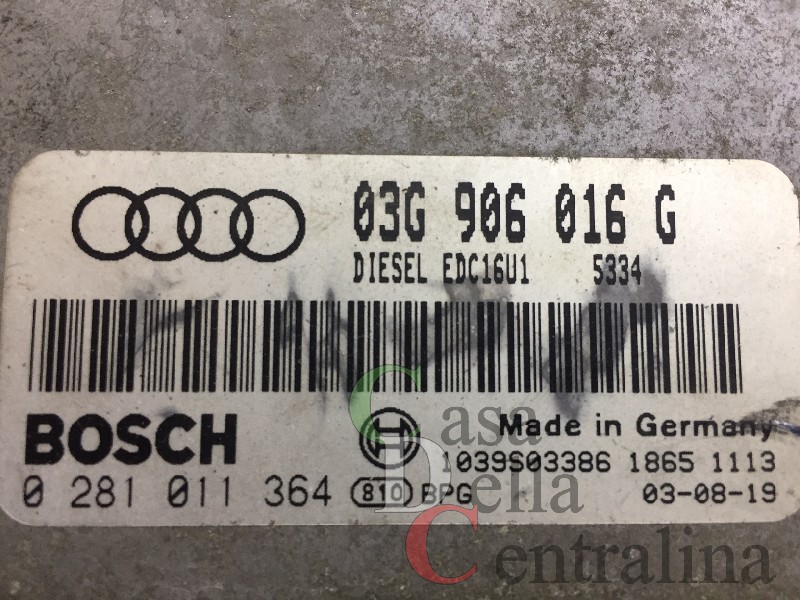 03G 906 016 G
DIESEL EDC16U1 5334
BOSCH
Made in Germany
1039S03386 1865 1113
0 281 011 364 810 BPG 03-08-19
Casa
Della
Centralina